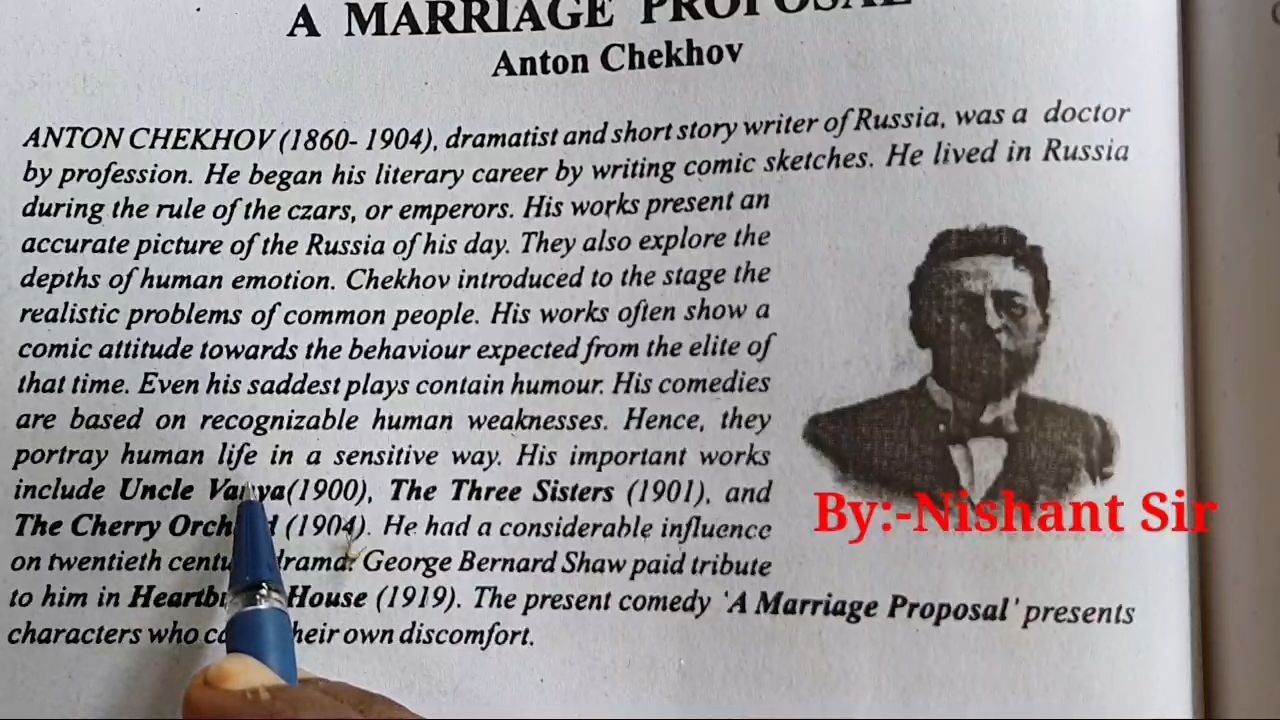 A MARRIAGE PROPOSAL
Anton Chekhov
ANTON CHEKHOV (1860- 1904), dramatist and short story writer of Russia, was a doctor
by profession. He began his literary career by writing comic sketches. He lived in Russia
during the rule of the czars, or emperors. His works present an
accurate picture of the Russia of his day. They also explore the
depths of human emotion. Chekhov introduced to the stage the
realistic problems of common people. His works often show a
comic attitude towards the behaviour expected from the elite of
that time. Even his saddest plays contain humour. His comedies
are based on recognizable human weaknesses. Hence, they
portray human life in a sensitive way. His important works
include Uncle Vanya(1900), The Three Sisters (1901), and
The Cherry (1904). He had a considerable influence
on twentieth drama. George Bernard Shaw paid tribute
to him in House (1919). The present comedy 'A Marriage Proposal' presents
characters who their own discomfort.
By:-Nishant Sir